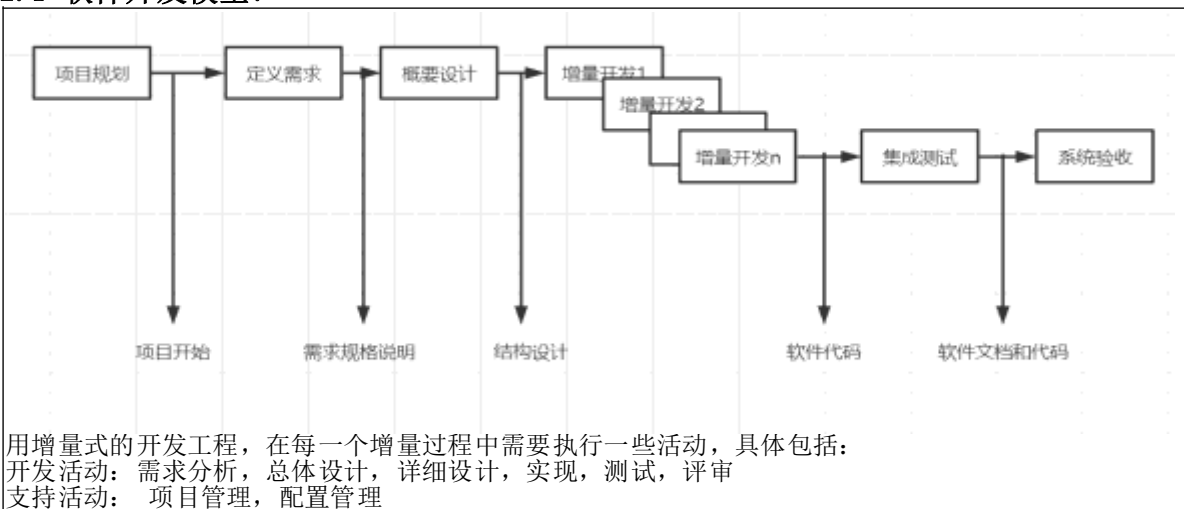 项目规划
定义需求
概要设计
增量开发1
增量开发2
增量开发n
集成测试
系统验收
项目开始
需求规格说明
结构设计
软件代码
软件文档和代码
用增量式的开发工程，在每一个增量过程中需要执行一些活动，具体包括：
开发活动：需求分析，总体设计，详细设计，实现，测试，评审
支持活动： 项目管理，配置管理